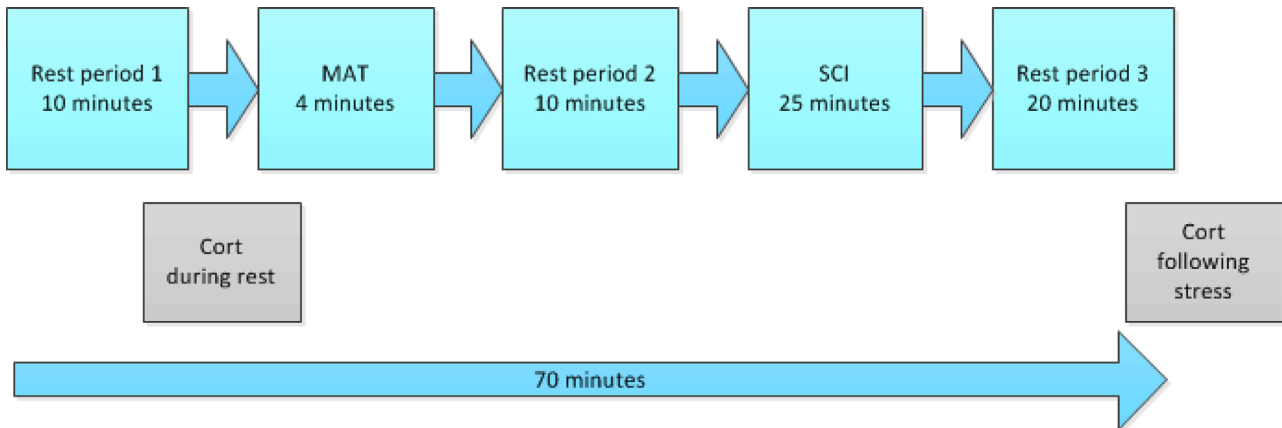 Rest period 1
10 minutes
MAT
4 minutes
Rest period 2
10 minutes
SCI
25 minutes
Rest period 3
20 minutes
Cort
during rest
Cort
following
stress
70 minutes